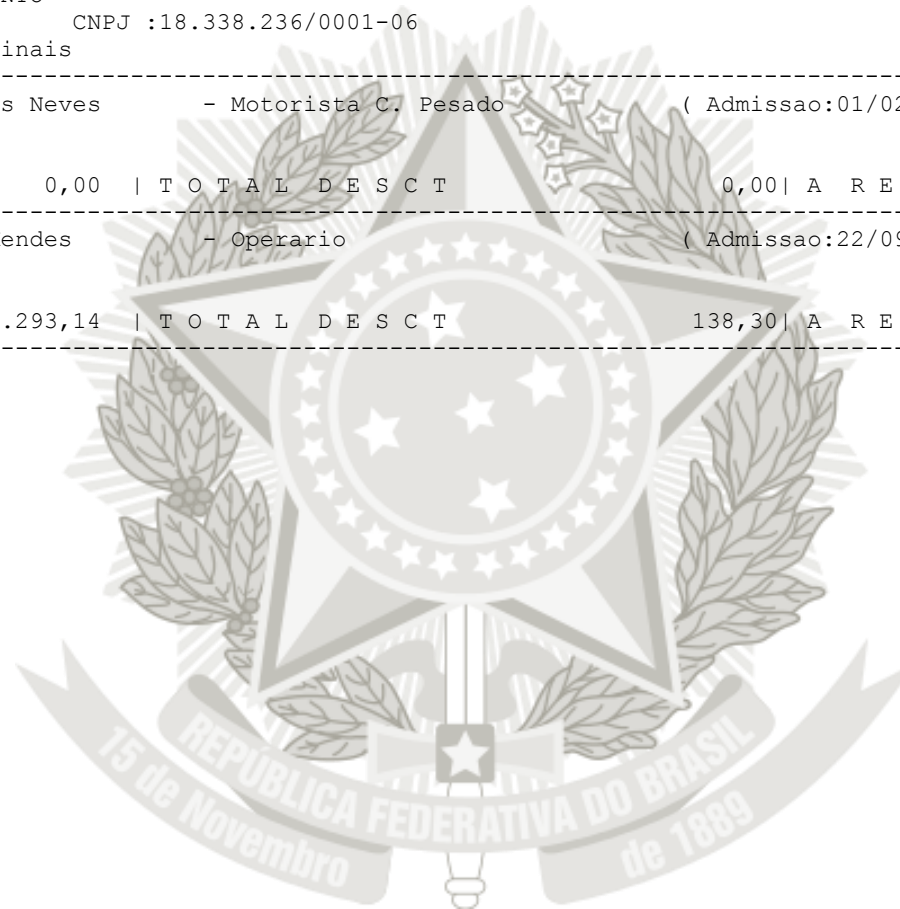 CNPJ :18.338.236/0001-06
inais
--------------------------------------------------------------
s Neves - Motorista C. Pesado ( Admissao:01/02
0,00 | T O T A L D E S C T 0,00| A R E
--------------------------------------------------------------
endes - Operario ( Admissao:22/09
.293,14 | T O T A L D E S C T 138,30| A R E
--------------------------------------------------------------
REPÚBLICA FEDERATIVA DO BRASIL
15 de Novembro de 1889